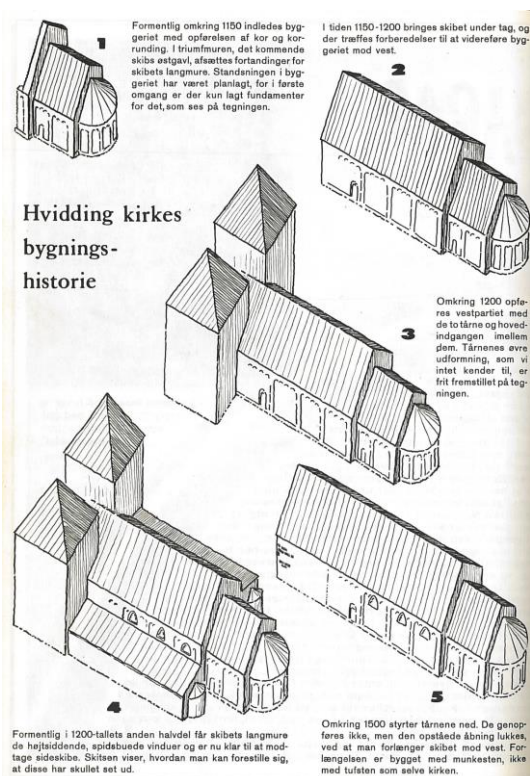 1
Formentlig omkring 1150 indledes byg-
geriet med opførelsen af kor og kor-
runding. I triumfmuren, det kommende
skibs østgavl, afsættes fortandinger for
skibets langmure. Standsningen i byg-
geriet har været planlagt, for i første
omgang er der kun lagt fundamenter
for det, som ses på tegningen.
I tiden 1150-1200 bringes skibet under tag, og
der træffes forberedelser til at videreføre byg-
geriet mod vest.
2
Hvidding kirkes
bygnings-
historie
3
Omkring 1200 opfø-
res vestpartiet med
de to tårne og hoved-
indgangen imellem
dem. Tårnenes øvre
udformning, som vi
intet kender til, er
frit fremstillet på teg-
ningen.
4
Formentlig i 1200-tallets anden halvdel får skibets langmure
de højtsiddende, spidsbuede vinduer og er nu klar til at mod-
tage sideskibe. Skitsen viser, hvordan man kan forestille sig,
at disse har skullet set ud.
5
Omkring 1500 styrter tårnene ned. De genop-
føres ikke, men den opståede åbning lukkes,
ved at man forlænger skibet mod vest. For-
længelsen er bygget med munkesten, ikke
med tufsten som selve kirken.